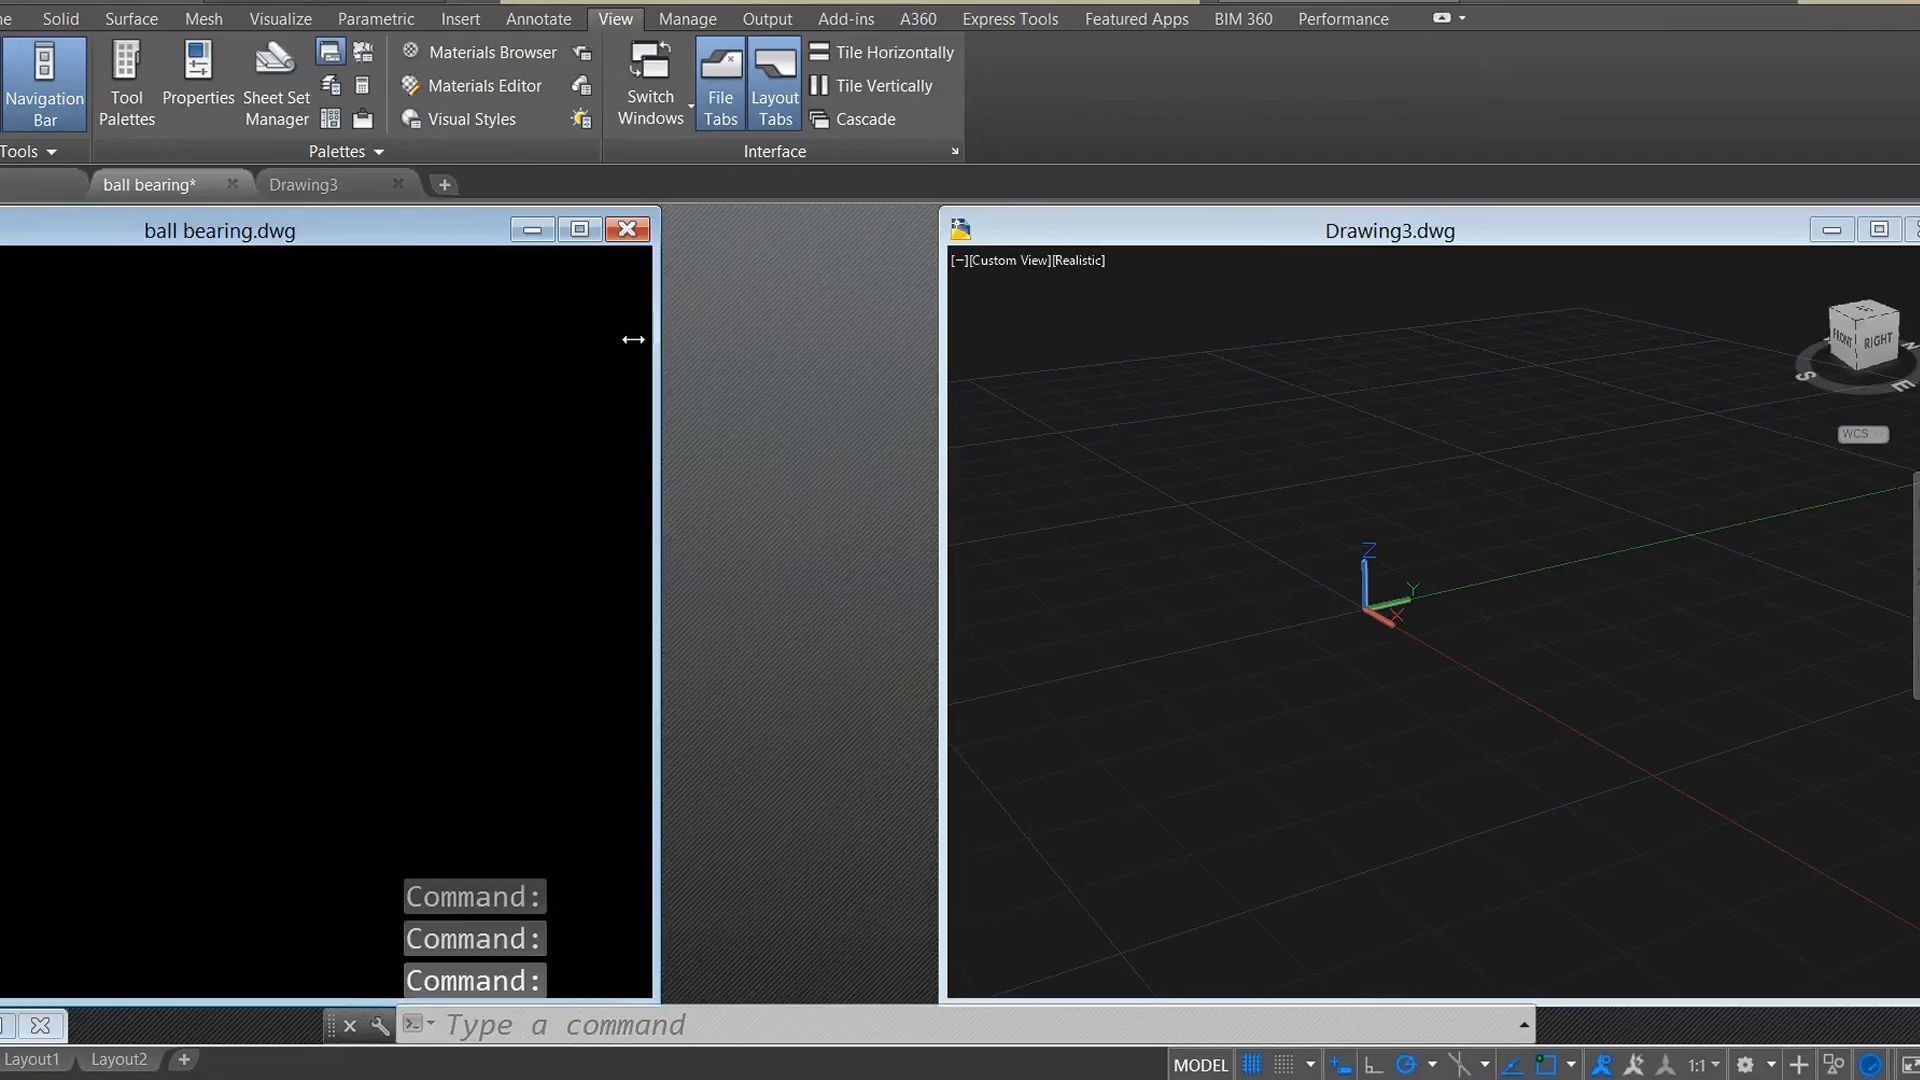 Solid Surface Mesh Visualize Parametric Insert Annotate View Manage Output Add-ins A360 Express Tools Featured Apps BIM 360 Performance
Navigation Bar
Tool Palettes
Properties
Sheet Set Manager
Materials Browser
Materials Editor
Visual Styles
Switch Windows
File Tabs
Layout Tabs
Tile Horizontally
Tile Vertically
Cascade
Tools Palettes Interface
ball bearing* Drawing3
ball bearing.dwg
Drawing3.dwg
[−][Custom View][Realistic]
FRONT RIGHT
S E
WCS
Z
Y
X
Command:
Command:
Command:
Type a command
Layout1 Layout2
MODEL 1:1